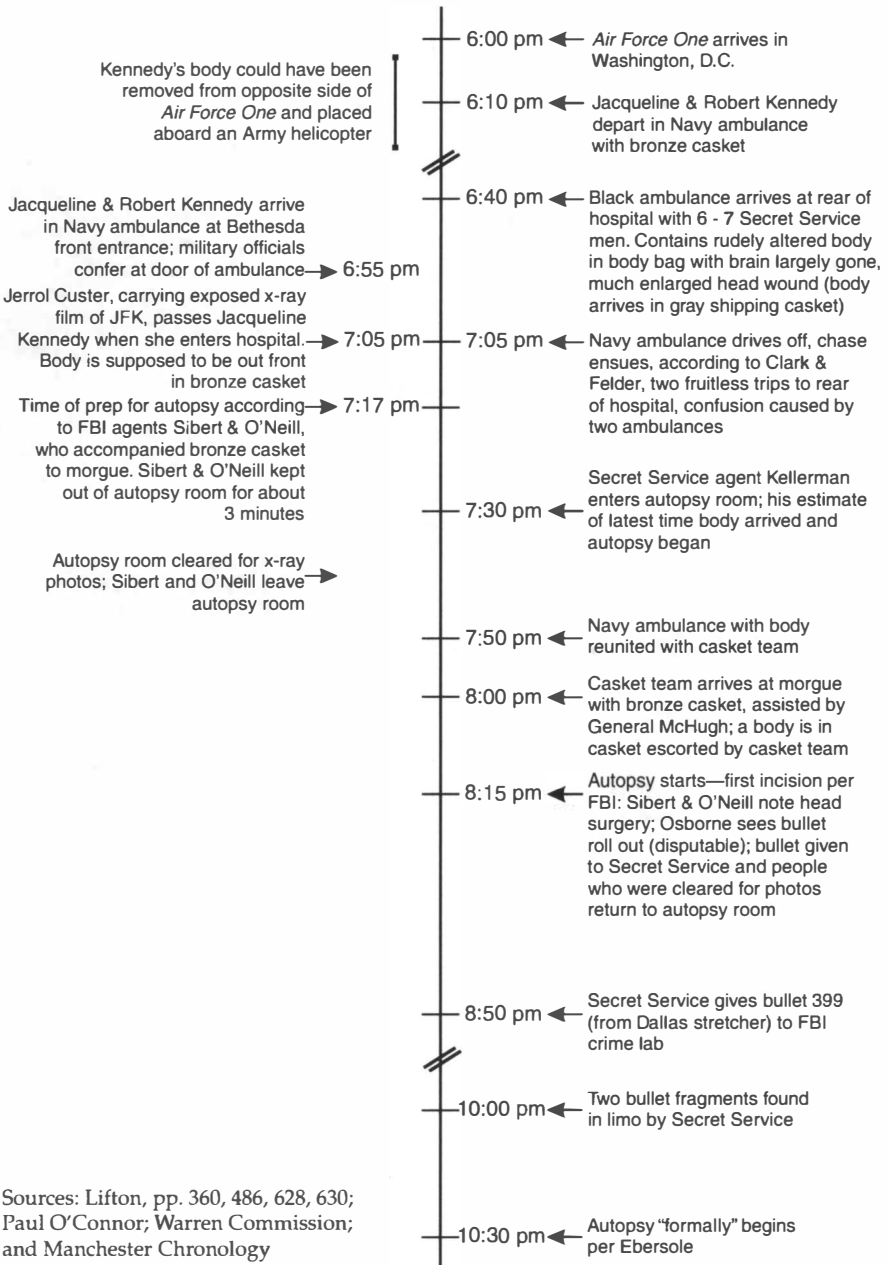 6:00 pm
Air Force One arrives in
Washington, D.C.
Kennedy's body could have been
removed from opposite side of
Air Force One and placed
aboard an Army helicopter
6:10 pm
Jacqueline & Robert Kennedy
depart in Navy ambulance
with bronze casket
6:40 pm
Black ambulance arrives at rear of
hospital with 6 - 7 Secret Service
men. Contains rudely altered body
in body bag with brain largely gone,
much enlarged head wound (body
arrives in gray shipping casket)
Jacqueline & Robert Kennedy arrive
in Navy ambulance at Bethesda
front entrance; military officials
confer at door of ambulance
6:55 pm
Jerrol Custer, carrying exposed x-ray
film of JFK, passes Jacqueline
Kennedy when she enters hospital.
Body is supposed to be out front
in bronze casket
7:05 pm
7:05 pm
Navy ambulance drives off, chase
ensues, according to Clark &
Felder, two fruitless trips to rear
of hospital, confusion caused by
two ambulances
Time of prep for autopsy according
to FBI agents Sibert & O'Neill,
who accompanied bronze casket
to morgue. Sibert & O'Neill kept
out of autopsy room for about
3 minutes
7:17 pm
7:30 pm
Secret Service agent Kellerman
enters autopsy room; his estimate
of latest time body arrived and
autopsy began
Autopsy room cleared for x-ray
photos; Sibert and O'Neill leave
autopsy room
7:50 pm
Navy ambulance with body
reunited with casket team
8:00 pm
Casket team arrives at morgue
with bronze casket, assisted by
General McHugh; a body is in
casket escorted by casket team
8:15 pm
Autopsy starts—first incision per
FBI: Sibert & O'Neill note head
surgery; Osborne sees bullet
roll out (disputable); bullet given
to Secret Service and people
who were cleared for photos
return to autopsy room
8:50 pm
Secret Service gives bullet 399
(from Dallas stretcher) to FBI
crime lab
10:00 pm
Two bullet fragments found
in limo by Secret Service
10:30 pm
Autopsy "formally" begins
per Ebersole
Sources: Lifton, pp. 360, 486, 628, 630;
Paul O'Connor; Warren Commission;
and Manchester Chronology